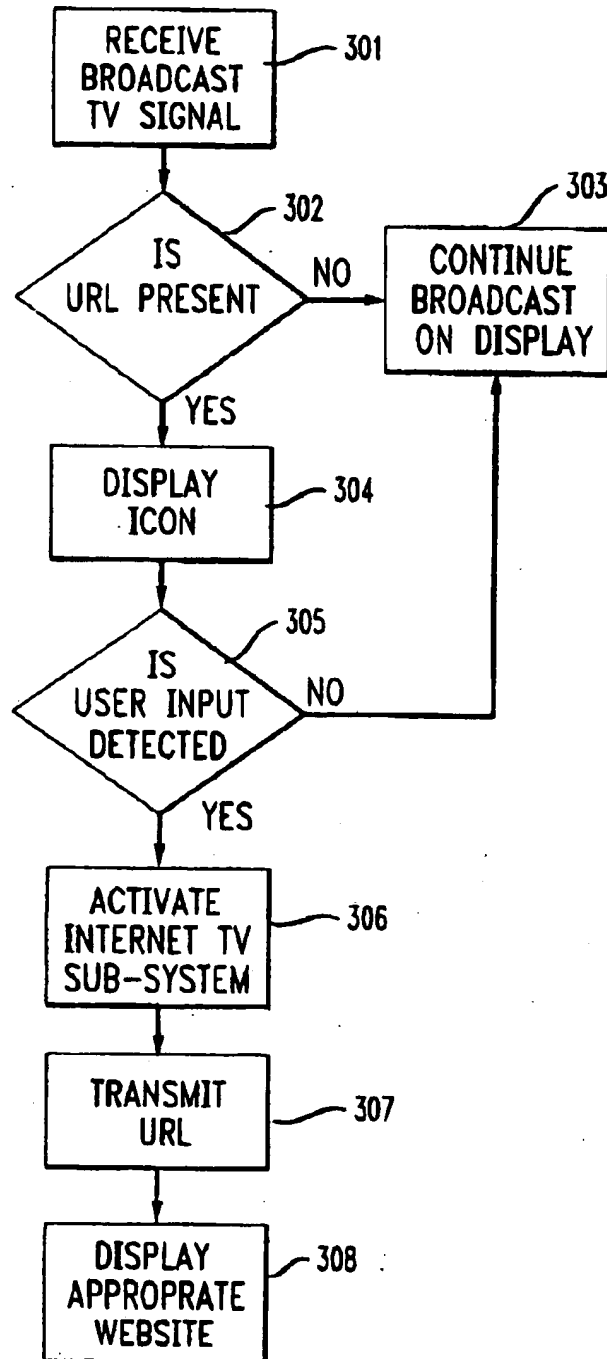 RECEIVE
BROADCAST
TV SIGNAL
301
302
IS
URL PRESENT
NO
YES
303
CONTINUE
BROADCAST
ON DISPLAY
DISPLAY
ICON
304
305
IS
USER INPUT
DETECTED
NO
YES
ACTIVATE
INTERNET TV
SUB-SYSTEM
306
TRANSMIT
URL
307
DISPLAY
APPROPRATE
WEBSITE
308